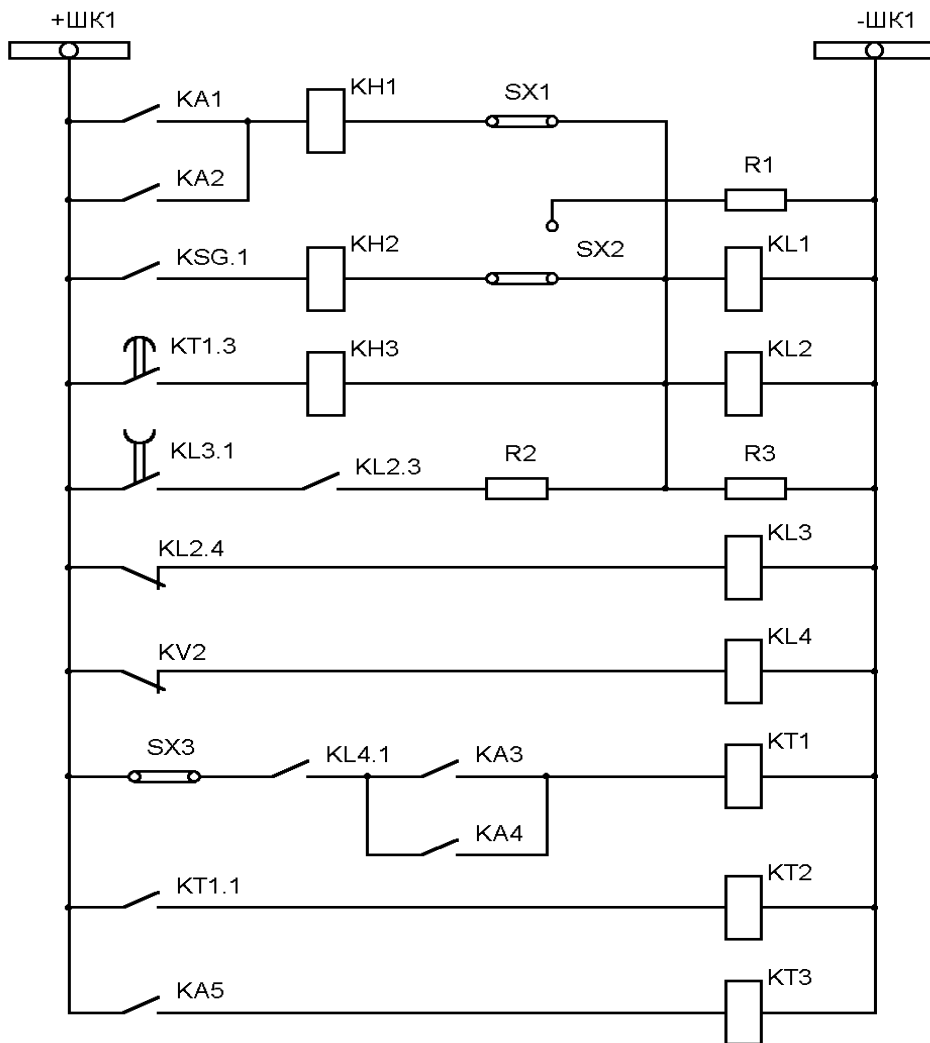 +ШК1 -ШК1
KA1 KH1 SX1
KA2 R1
KSG.1 KH2 SX2 KL1
KT1.3 KH3 KL2
KL3.1 KL2.3 R2 R3
KL2.4 KL3
KV2 KL4
SX3 KL4.1 KA3 KT1
KA4
KT1.1 KT2
KA5 KT3